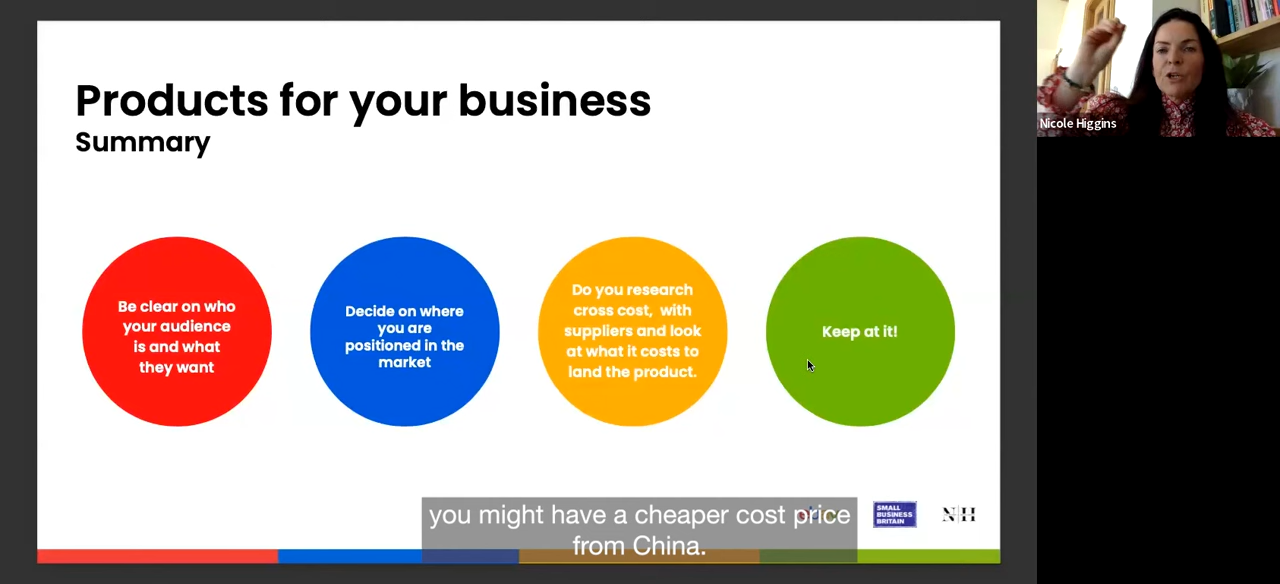 Products for your business
Summary
Be clear on who
your audience
is and what
they want
Decide on where
you are
positioned in the
market
Do you research
cross cost, with
suppliers and look
at what it costs to
land the product.
Keep at it!
you might have a cheaper cost price
from China.
SMALL
BUSINESS
BRITAIN
NH
Nicole Higgins